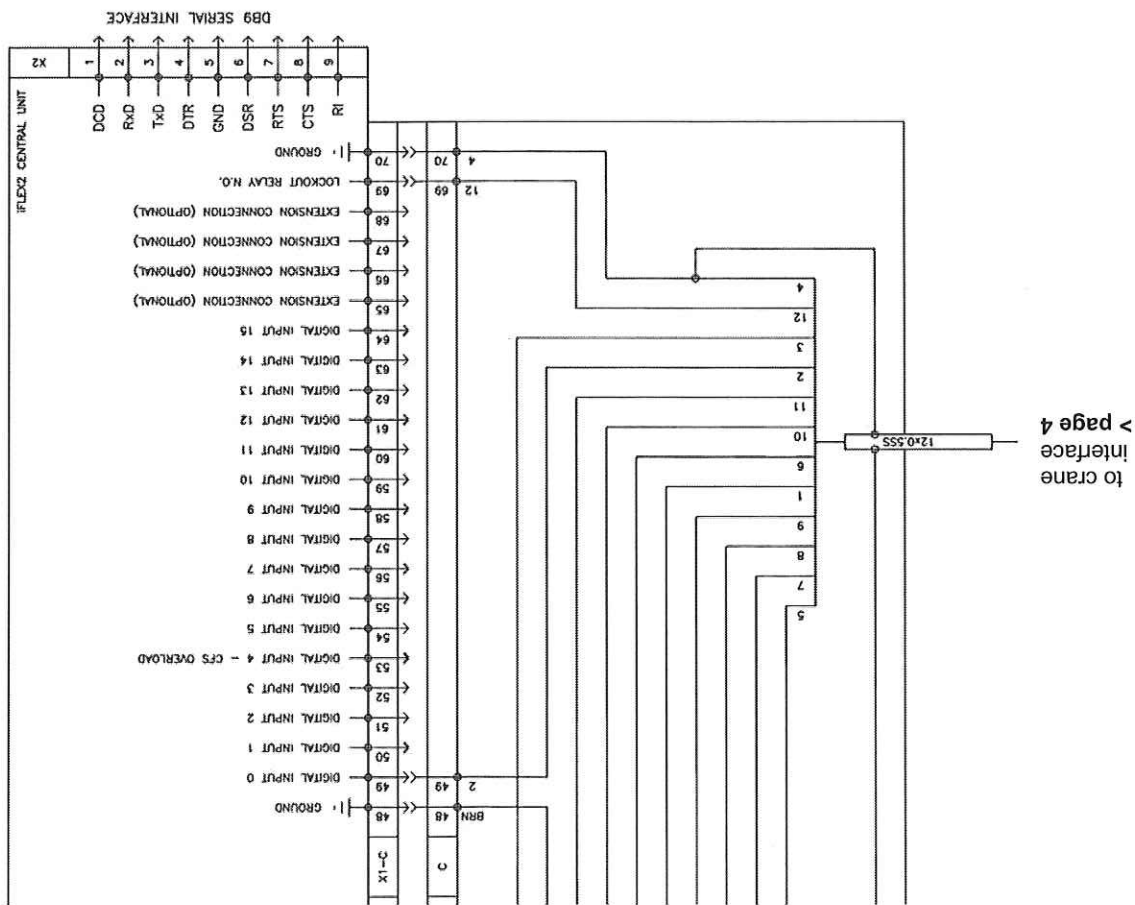 DB9 SERIAL INTERFACE
X2
1
2
3
4
5
6
7
8
9
DCD
RxD
TxD
DTR
GND
DSR
RTS
CTS
RI
iFLEX2 CENTRAL UNIT
GROUND 70 70 4
LOCKOUT RELAY N.O. 69 69 12
EXTENSION CONNECTION (OPTIONAL) 68
EXTENSION CONNECTION (OPTIONAL) 67
EXTENSION CONNECTION (OPTIONAL) 66
EXTENSION CONNECTION (OPTIONAL) 65
DIGITAL INPUT 15 64
DIGITAL INPUT 14 63
DIGITAL INPUT 13 62
DIGITAL INPUT 12 61
DIGITAL INPUT 11 60
DIGITAL INPUT 10 59
DIGITAL INPUT 9 58
DIGITAL INPUT 8 57
DIGITAL INPUT 7 56
DIGITAL INPUT 6 55
DIGITAL INPUT 5 54
DIGITAL INPUT 4 - CFS OVERLOAD 53
DIGITAL INPUT 3 52
DIGITAL INPUT 2 51
DIGITAL INPUT 1 50
DIGITAL INPUT 0 49 49 2
GROUND 48 48 BRN
X1-C
C
4
12
3
2
11
10
6
1
9
8
7
5
12x0.5SS
to crane
interface
> page 4